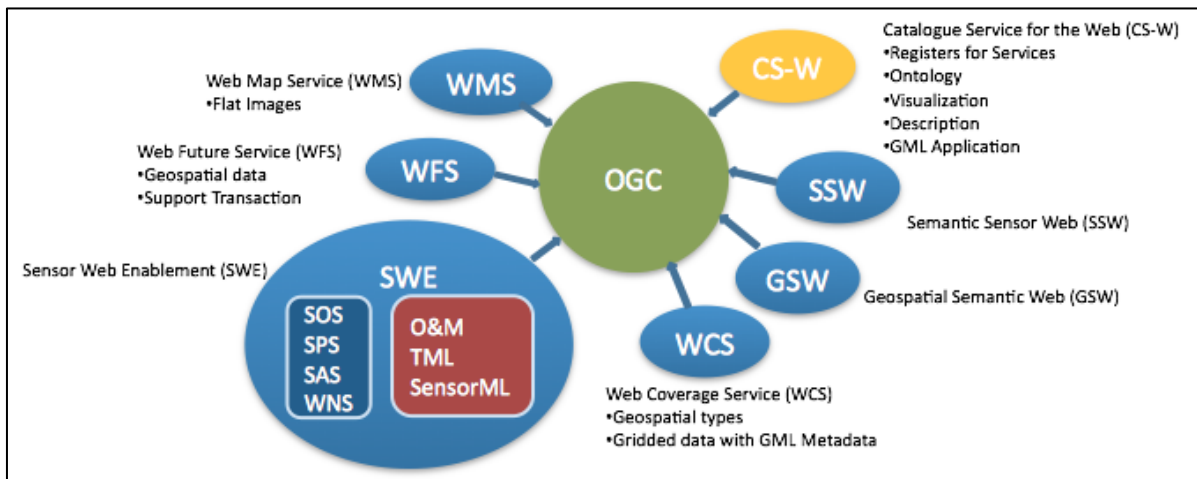 Web Map Service (WMS)
•Flat Images
WMS
Web Future Service (WFS)
•Geospatial data
•Support Transaction
WFS
Sensor Web Enablement (SWE)
SWE
SOS
SPS
SAS
WNS
O&M
TML
SensorML
OGC
CS-W
Catalogue Service for the Web (CS-W)
•Registers for Services
•Ontology
•Visualization
•Description
•GML Application
SSW
Semantic Sensor Web (SSW)
GSW
Geospatial Semantic Web (GSW)
WCS
Web Coverage Service (WCS)
•Geospatial types
•Gridded data with GML Metadata